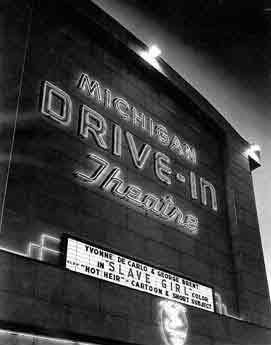 MICHIGAN
DRIVE-IN
Theatre
YVONNE DE CARLO & GEORGE BRENT
IN "SLAVE GIRL" COLOR
"HOT HEIR" - CARTOON & SHORT
SUBJECT